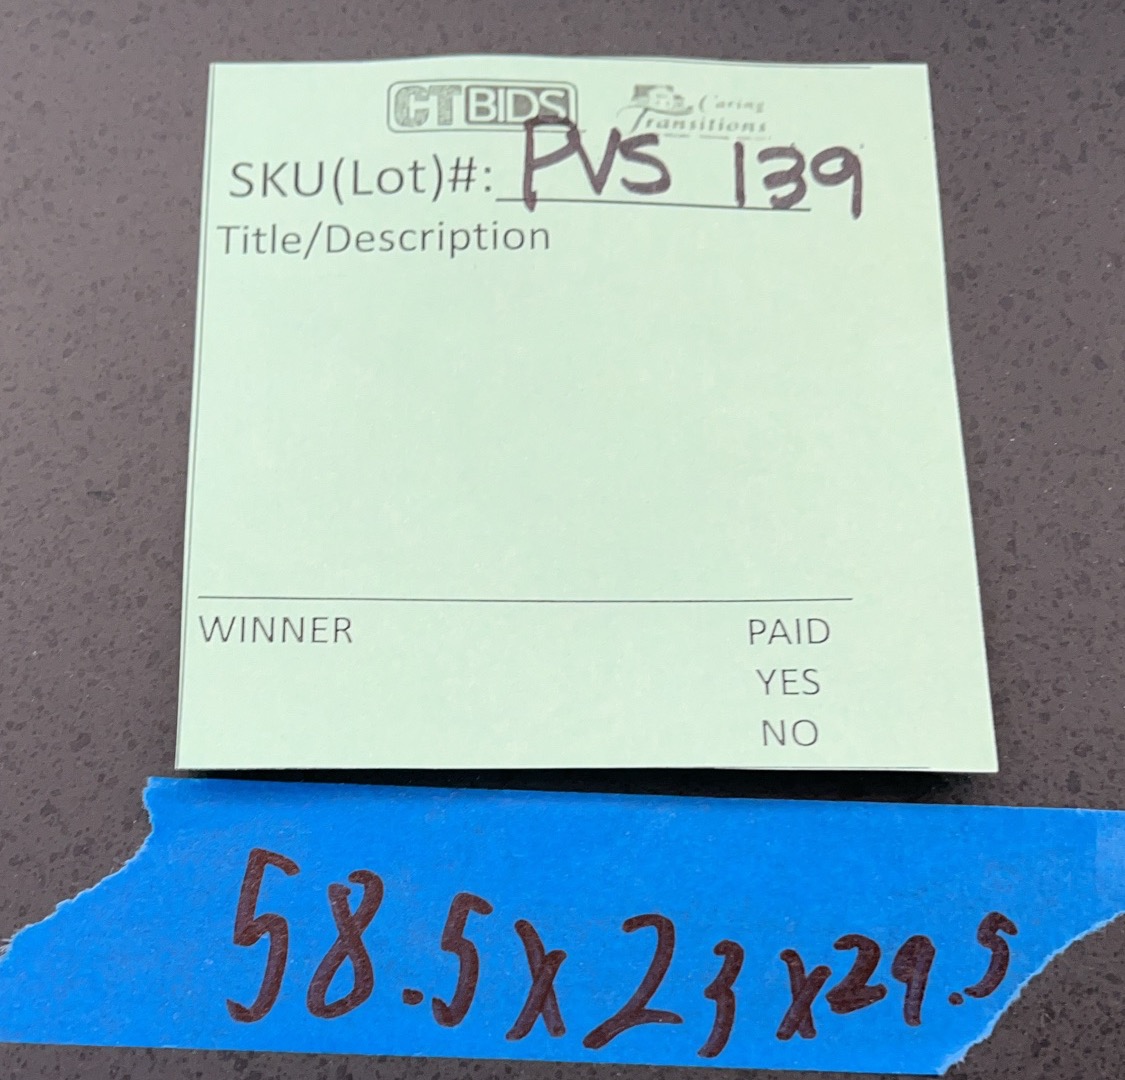 CTBIDS Caring Transitions
SKU(Lot)#: PVS 139
Title/Description
WINNER PAID
YES
NO
58.5x23x29.5